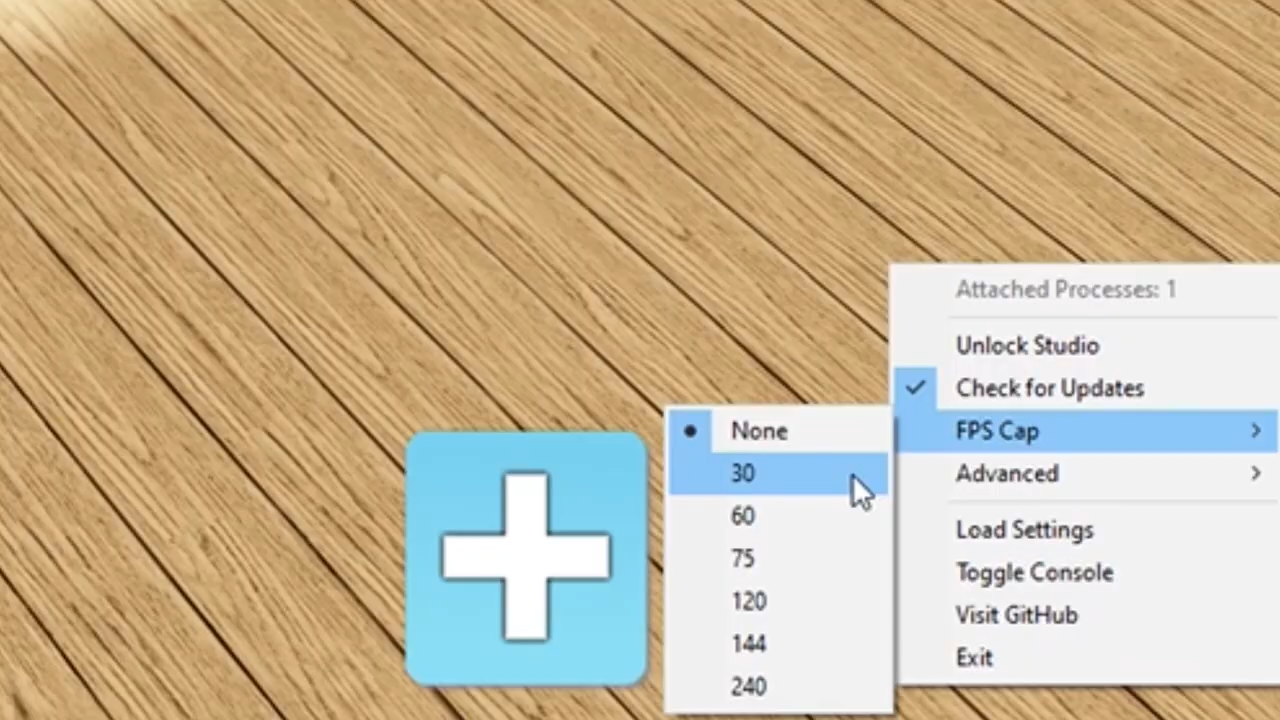 Attached Processes: 1
Unlock Studio
Check for Updates
FPS Cap
Advanced
Load Settings
Toggle Console
Visit GitHub
Exit
None
30
60
75
120
144
240